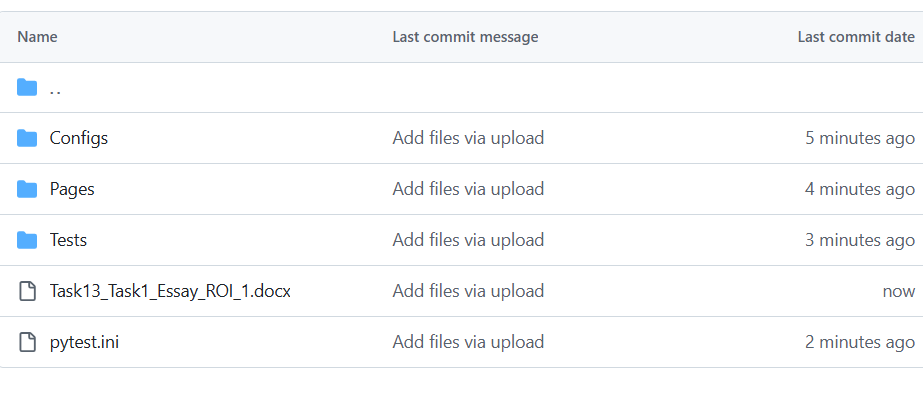 Name Last commit message Last commit date
..
Configs Add files via upload 5 minutes ago
Pages Add files via upload 4 minutes ago
Tests Add files via upload 3 minutes ago
Task13_Task1_Essay_ROI_1.docx Add files via upload now
pytest.ini Add files via upload 2 minutes ago